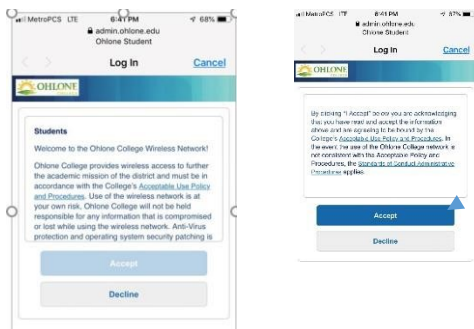 MetroPCS LTE 6:41 PM 68%
admin.ohlone.edu
Ohlone Student
Log In Cancel
OHLONE
Students
Welcome to the Ohlone College Wireless Network!
Ohlone College provides wireless access to further
the academic mission of the district and must be in
accordance with the College's Acceptable Use Policy
and Procedures. Use of the wireless network is at
your own risk. Ohlone College will not be held
responsible for any information that is compromised
or lost while using the wireless network. Anti-Virus
protection and operating system security patching is
Accept
Decline
MetroPCS LTE 6:41 PM 67%
admin.ohlone.edu
Ohlone Student
Log In Cancel
OHLONE
By clicking "I Accept" below you are acknowledging
that you have read and accept the information
above and are agreeing to be bound by the
College's Acceptable Use Policy and Procedures. In
the event the use of the Ohlone College network is
not consistent with the Acceptable Policy and
Procedures, the Standards of Conduct Administrative
Procedures applies.
Accept
Decline